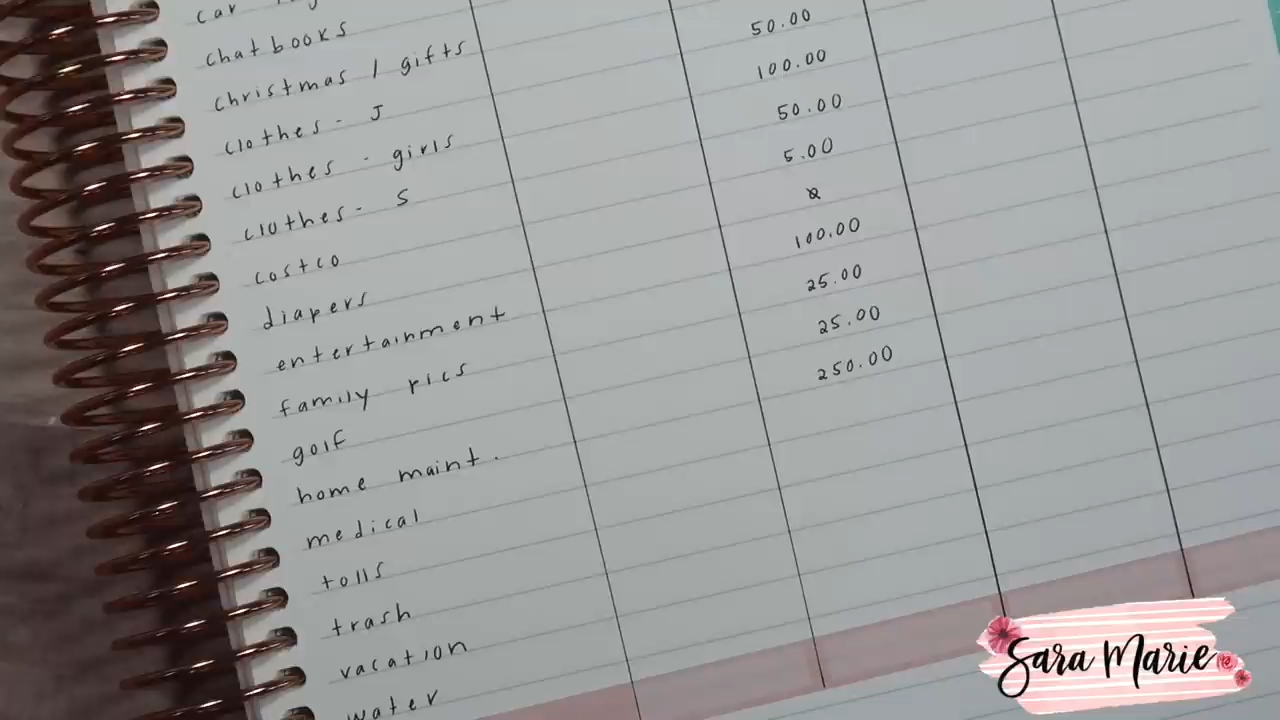 car
chatbooks
christmas / gifts
clothes - J 50.00
clothes - girls 100.00
clothes - S 50.00
costco 5.00
diapers
entertainment 100.00
family pics 25.00
golf 25.00
home maint. 250.00
medical
tolls
trash
vacation
water
Sara Marie